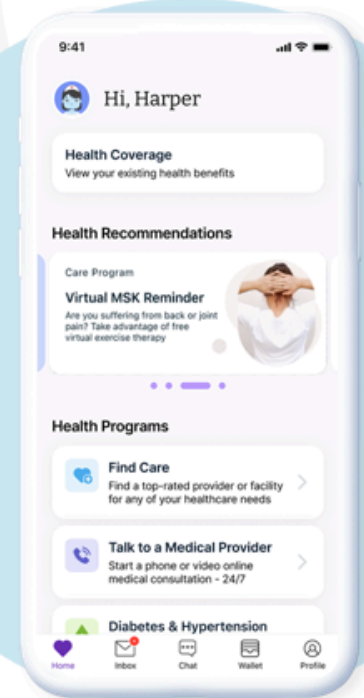 9:41
Hi, Harper
Health Coverage
View your existing health benefits
Health Recommendations
Care Program
Virtual MSK Reminder
Are you suffering from back or joint
pain? Take advantage of free
virtual exercise therapy
Health Programs
Find Care
Find a top-rated provider or facility
for any of your healthcare needs
Talk to a Medical Provider
Start a phone or video online
medical consultation - 24/7
Diabetes & Hypertension
Home
Inbox
Chat
Wallet
Profile